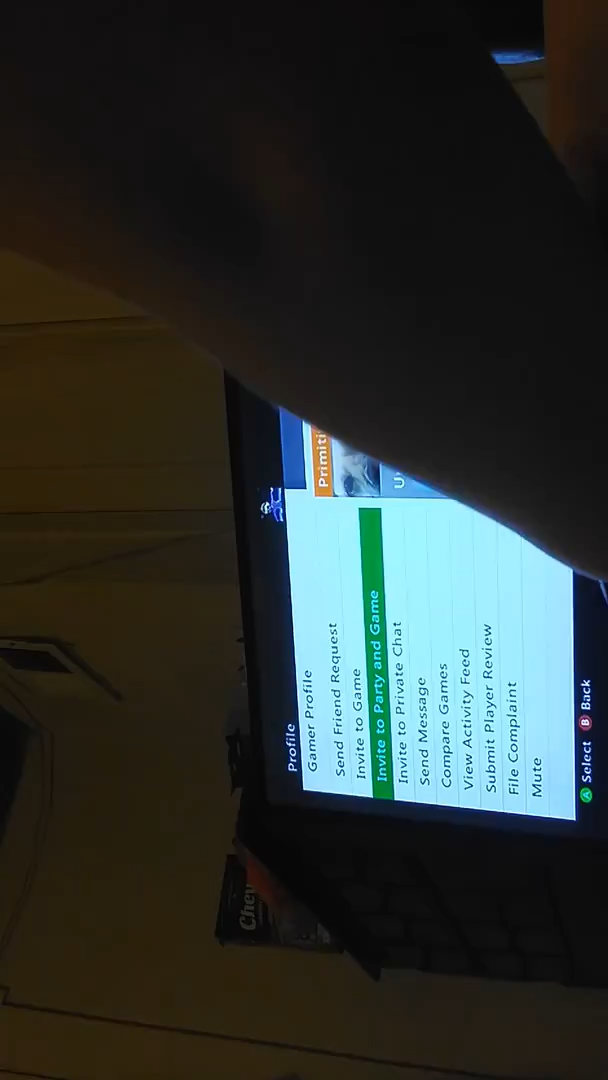 Profile
Gamer Profile
Send Friend Request
Invite to Game
Invite to Party and Game
Invite to Private Chat
Send Message
Compare Games
View Activity Feed
Submit Player Review
File Complaint
Mute
A Select B Back